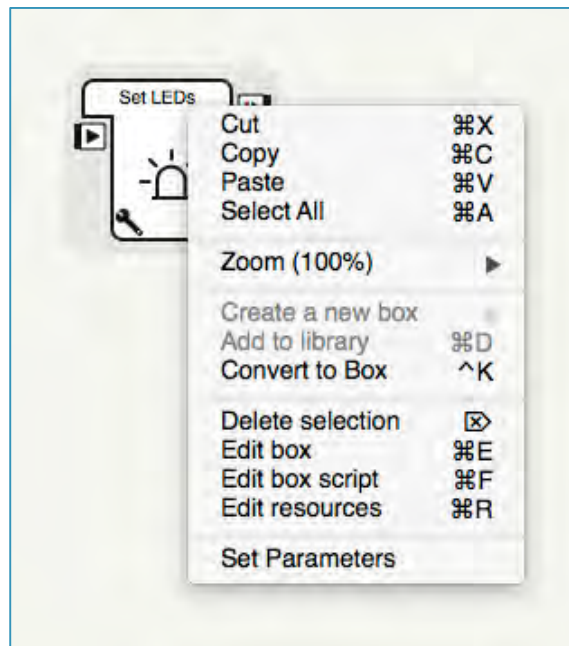 Set LEDs
Cut ⌘X
Copy ⌘C
Paste ⌘V
Select All ⌘A
Zoom (100%) ▶
Create a new box
Add to library ⌘D
Convert to Box ^K
Delete selection ⌦
Edit box ⌘E
Edit box script ⌘F
Edit resources ⌘R
Set Parameters